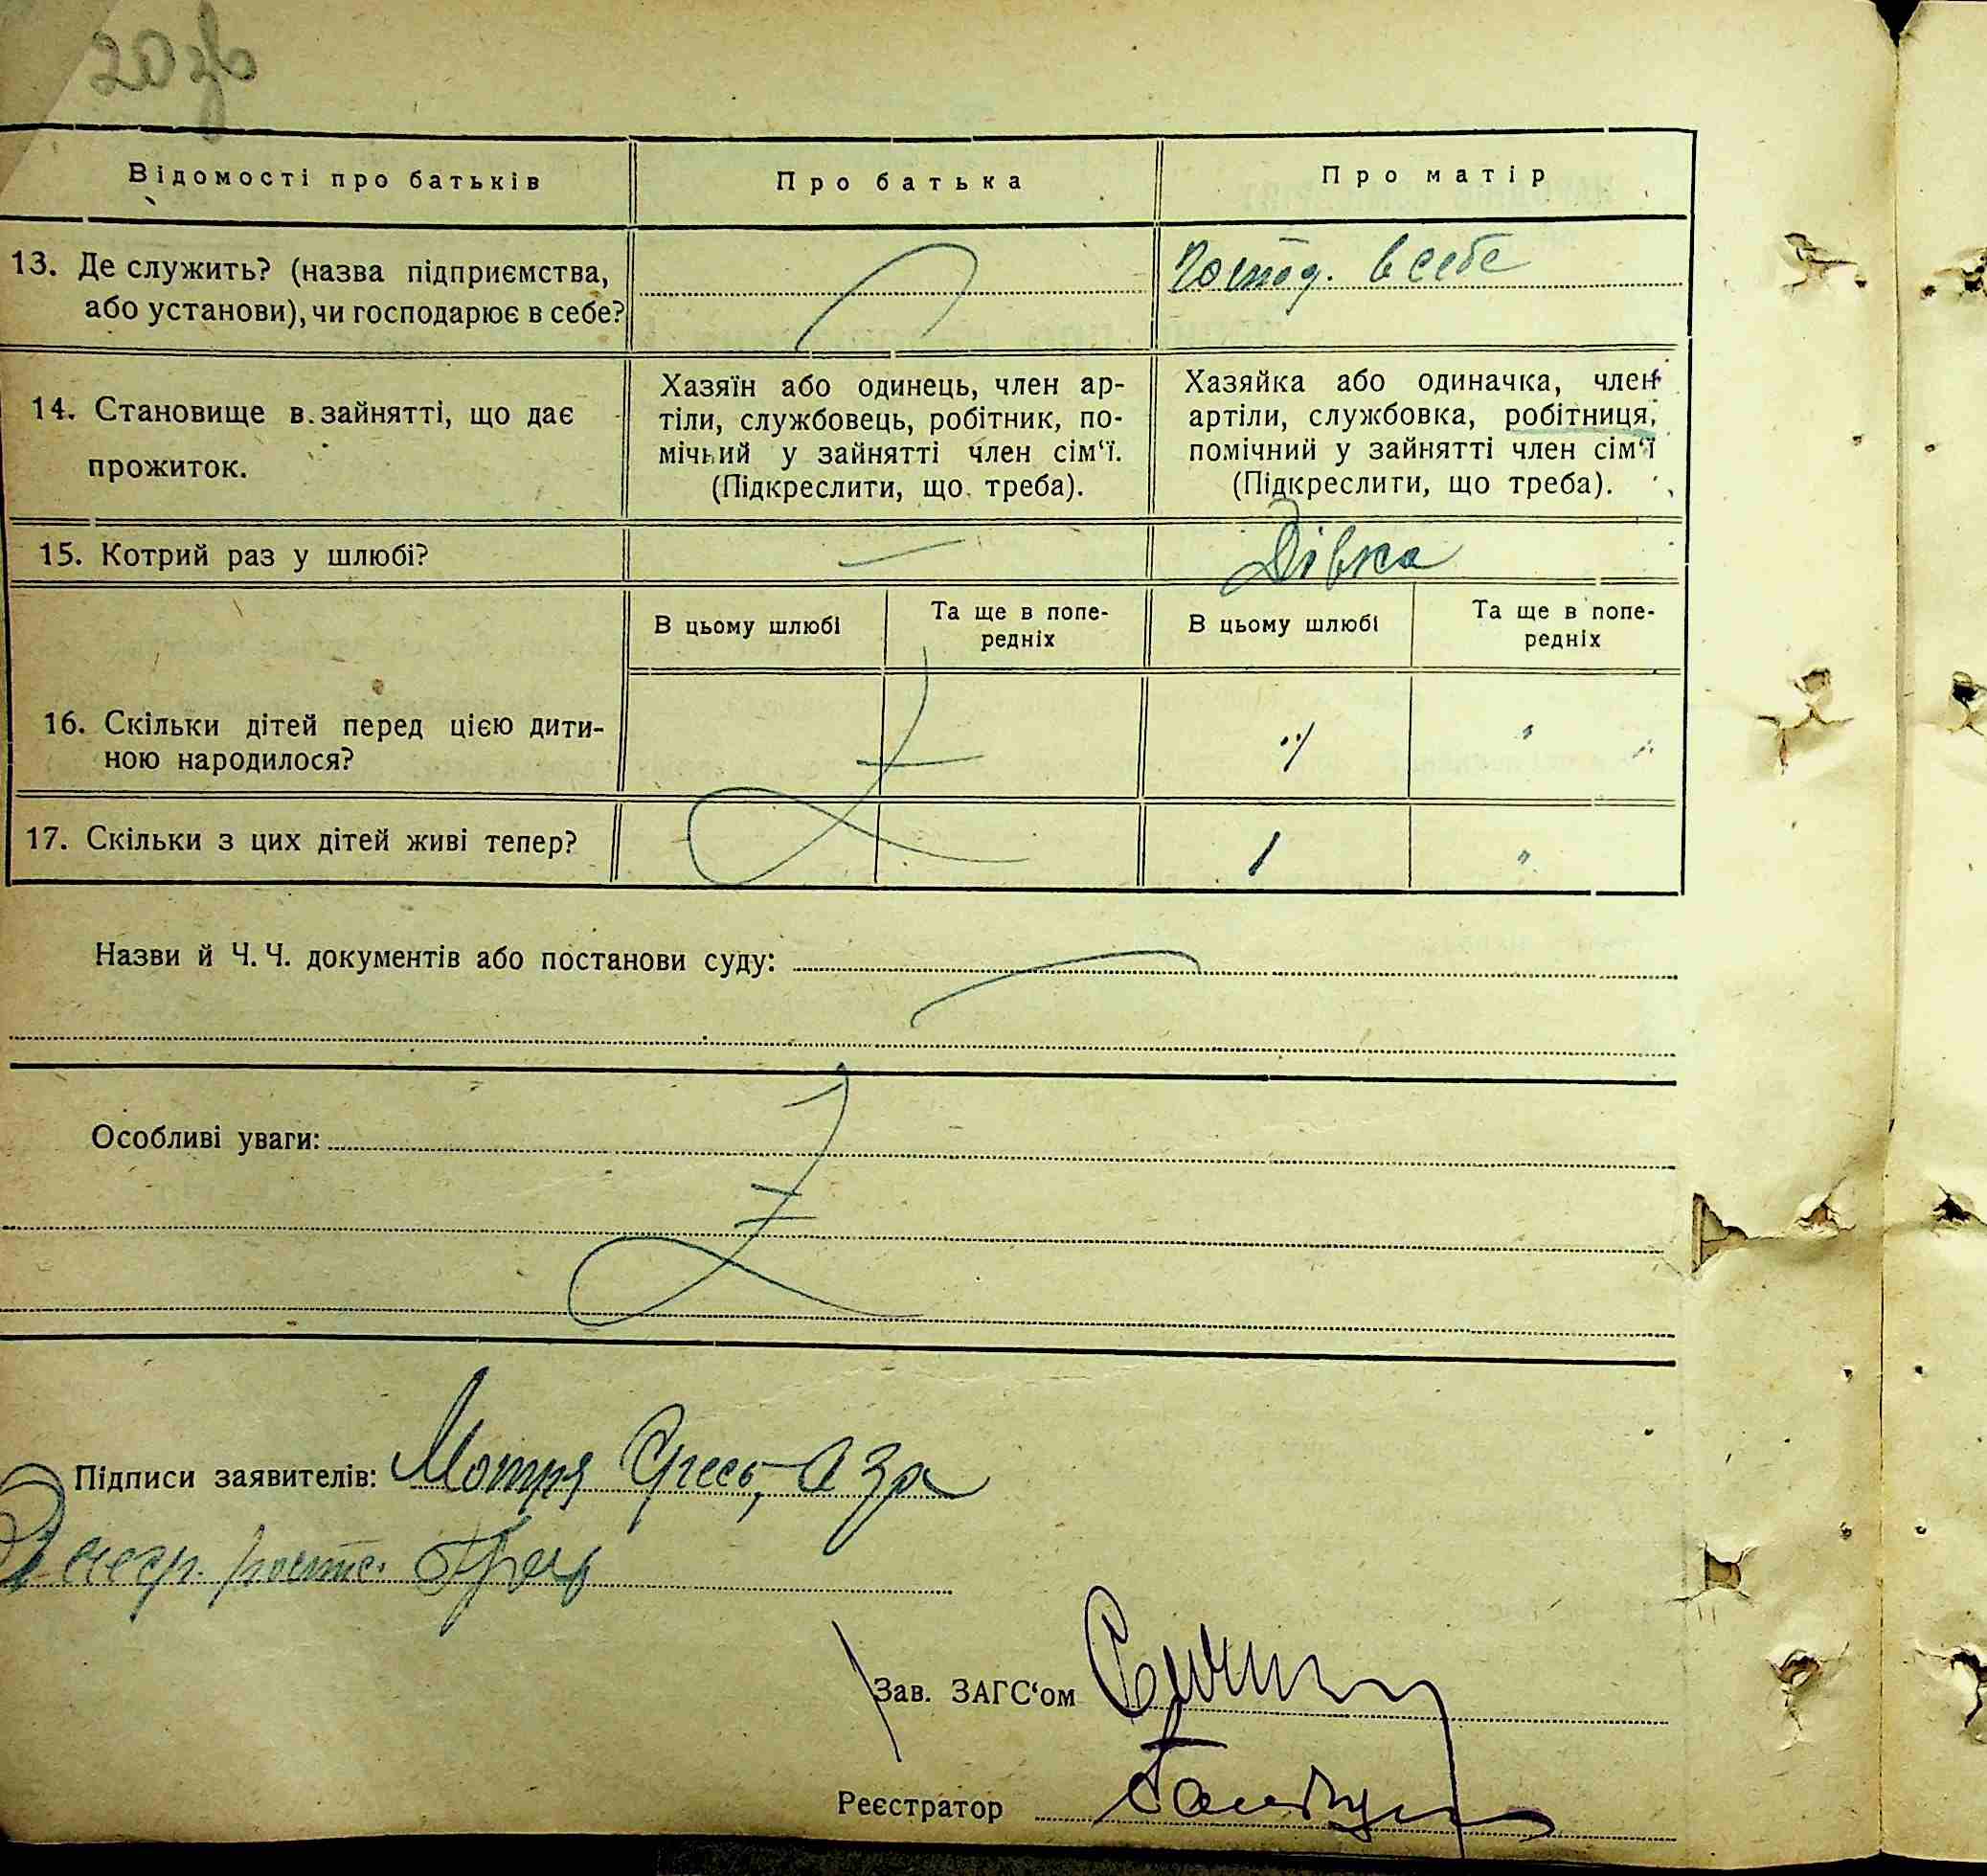 20 зв
Відомості про батьків
Про батька
Про матір
13. Де служить? (назва підприємства,
або установи), чи господарює в себе?
Господ. в себе
14. Становище в зайнятті, що дає
прожиток.
Хазяїн або одинець, член ар-
тіли, службовець, робітник, по-
мічний у зайнятті член сім‘ї.
(Підкреслити, що треба).
Хазяйка або одиначка, член
артіли, службовка, робітниця,
помічний у зайнятті член сім‘ї
(Підкреслити, що треба).
15. Котрий раз у шлюбі?
—
Дівка
В цьому шлюбі
Та ще в попе-
редніх
В цьому шлюбі
Та ще в попе-
редніх
16. Скільки дітей перед цією дити-
ною народилося?
17. Скільки з цих дітей живі тепер?
1
"
Назви й Ч. Ч. документів або постанови суду:
Особливі уваги:
Підписи заявителів: Мотря а за
Зав. ЗАГС‘ом
Реєстратор